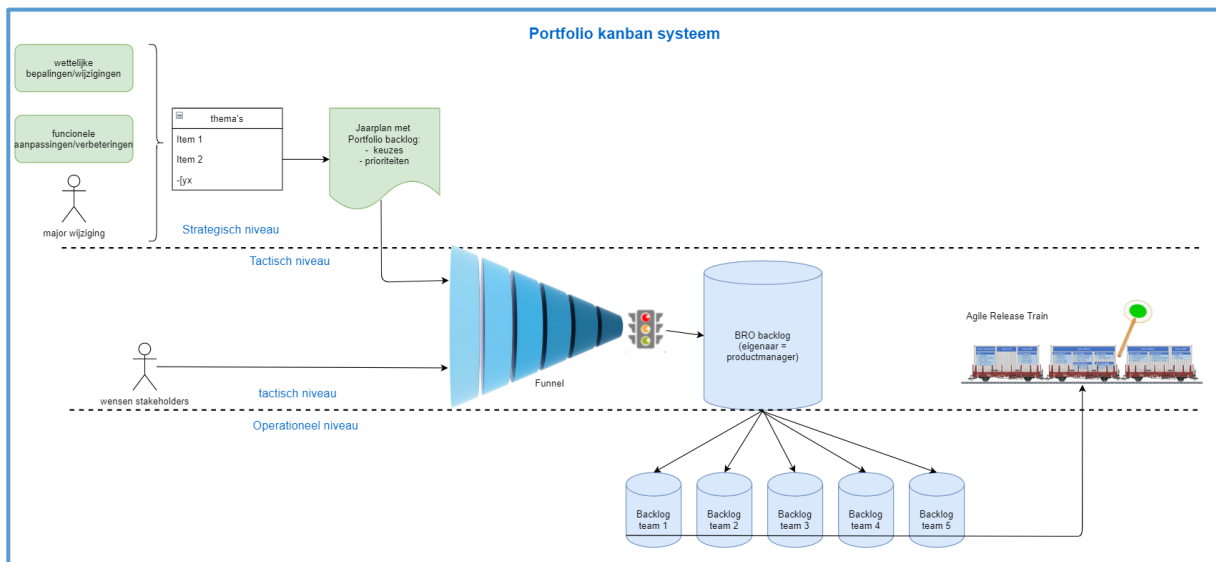 Portfolio kanban systeem
wettelijke
bepalingen/wijzigingen
funcionele
aanpassingen/verbeteringen
major wijziging
thema's
Item 1
Item 2
-[yx
Jaarplan met
Portfolio backlog:
- keuzes
- prioriteiten
Strategisch niveau
Tactisch niveau
wensen stakeholders
tactisch niveau
Funnel
BRO backlog
(eigenaar =
productmanager)
Agile Release Train
Operationeel niveau
Backlog
team 1
Backlog
team 2
Backlog
team 3
Backlog
team 4
Backlog
team 5